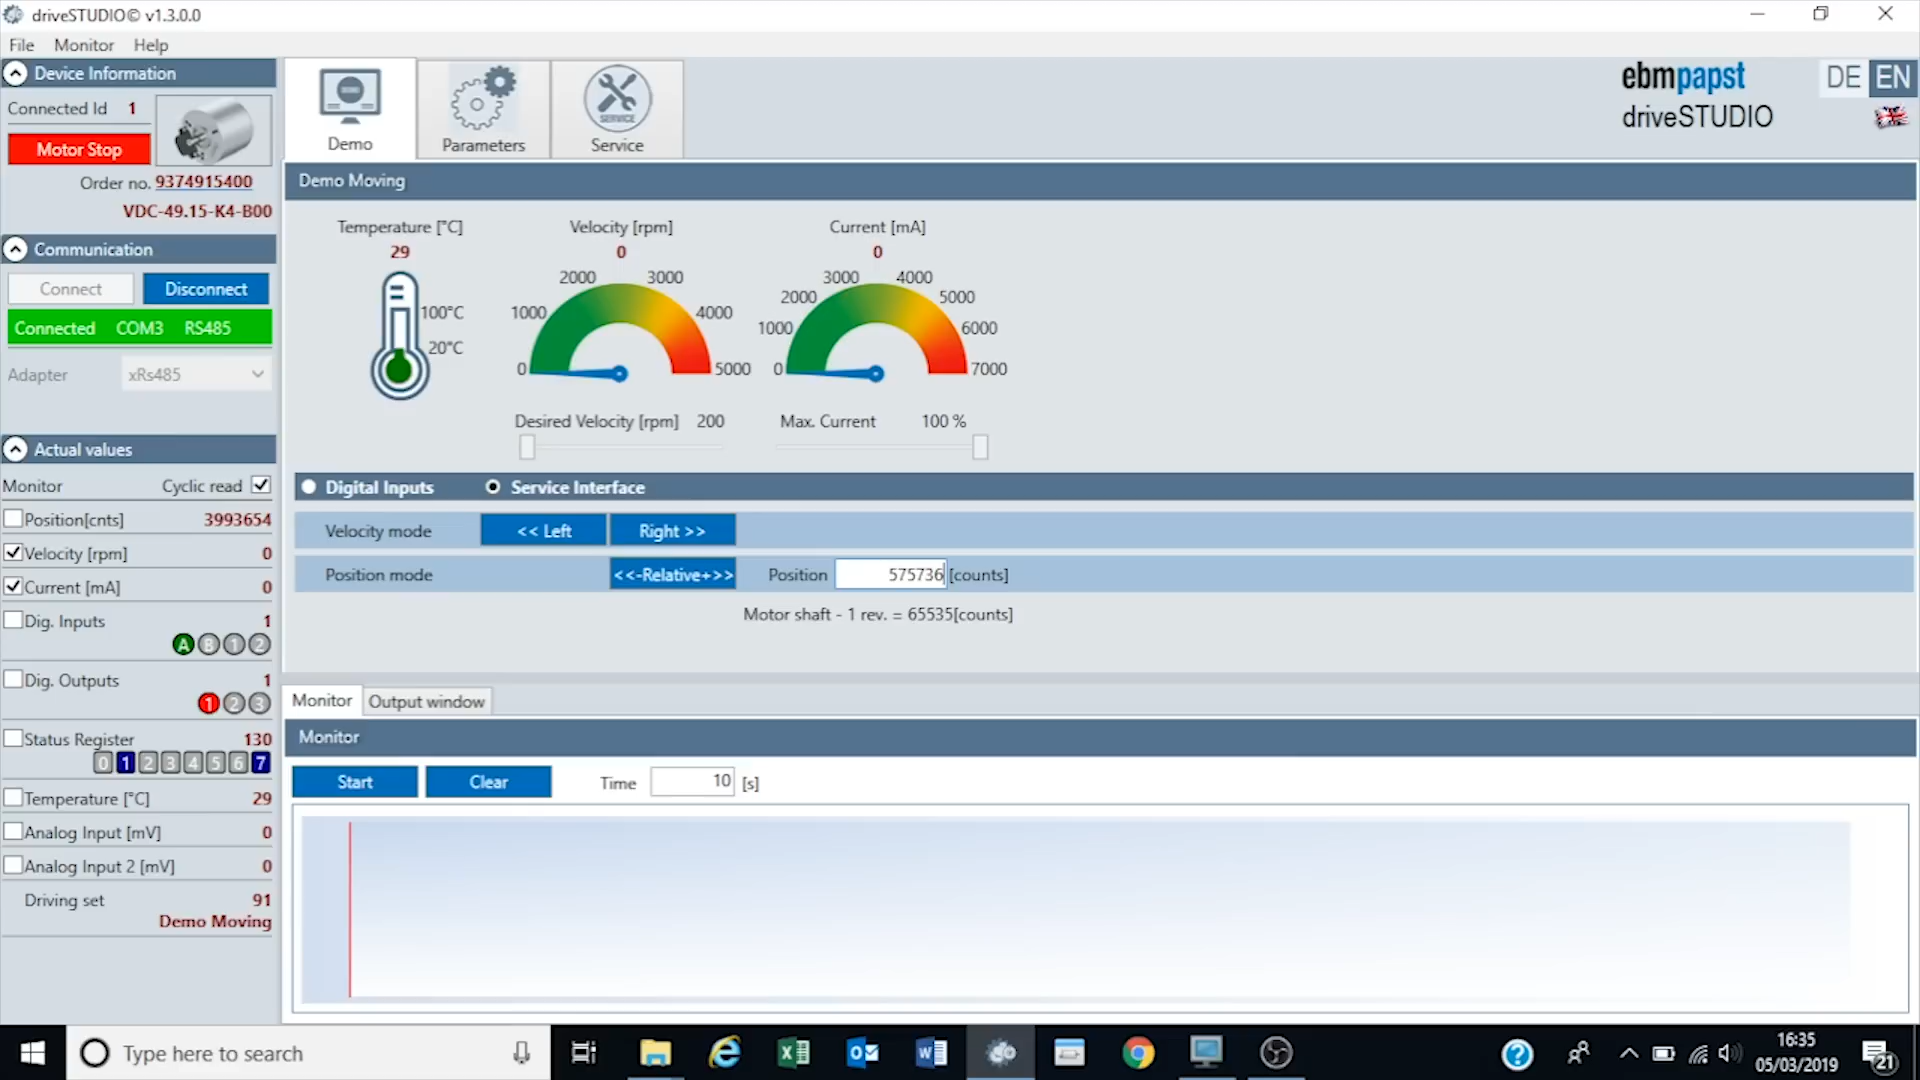 driveSTUDIO© v1.3.0.0
File Monitor Help
Device Information
Connected Id 1
Motor Stop
Order no. 9374915400
VDC-49.15-K4-B00
Communication
Connect Disconnect
Connected COM3 RS485
Adapter xRs485
Actual values
Monitor Cyclic read
Position[cnts] 3993654
Velocity [rpm] 0
Current [mA] 0
Dig. Inputs 1
A B 1 2
Dig. Outputs 1
1 2 3
Status Register 130
0 1 2 3 4 5 6 7
Temperature [°C] 29
Analog Input [mV] 0
Analog Input 2 [mV] 0
Driving set 91
Demo Moving
Demo Parameters Service
SERVICE
ebmpapst
driveSTUDIO
DE EN
Demo Moving
Temperature [°C] Velocity [rpm] Current [mA]
29 0 0
100°C
20°C
0 1000 2000 3000 4000 5000
0 1000 2000 3000 4000 5000 6000 7000
Desired Velocity [rpm] 200 Max. Current 100 %
Digital Inputs Service Interface
Velocity mode << Left Right >>
Position mode <<-Relative+>> Position 575736 [counts]
Motor shaft - 1 rev. = 65535[counts]
Monitor Output window
Monitor
Start Clear Time 10 [s]
Type here to search
16:35
05/03/2019
21